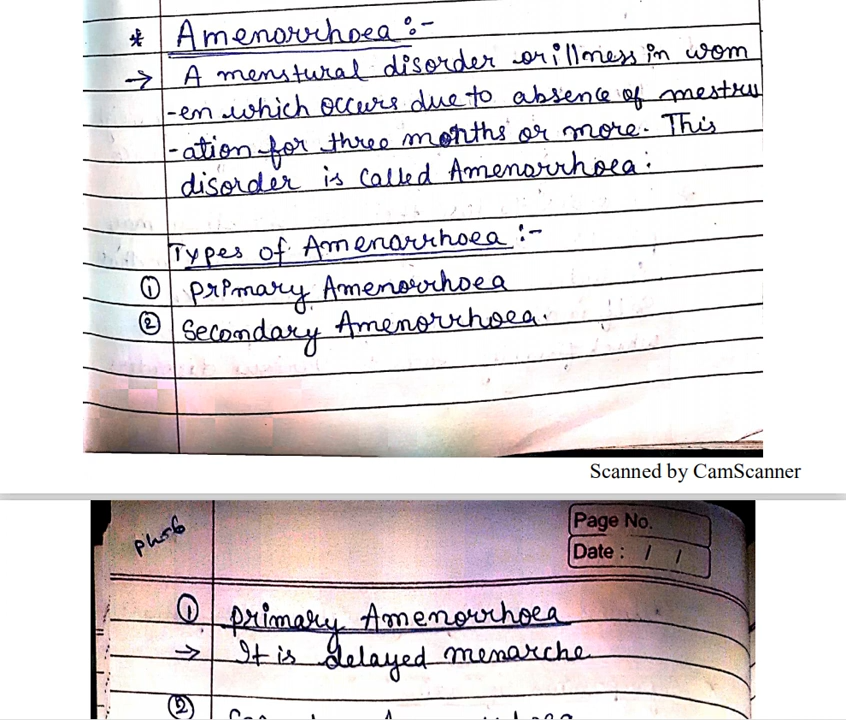 * Amenorrhoea :-
→ A menstural disorder or illness in wom
-en which occurs due to absence of mestru
-ation for three months or more. This
disorder is called Amenorrhoea:
Types of Amenorrhoea :-
① primary Amenorrhoea
② Secondary Amenorrhoea.
Scanned by CamScanner
Page No.
Date : / /
① primary Amenorrhoea
→ It is delayed menarche
②